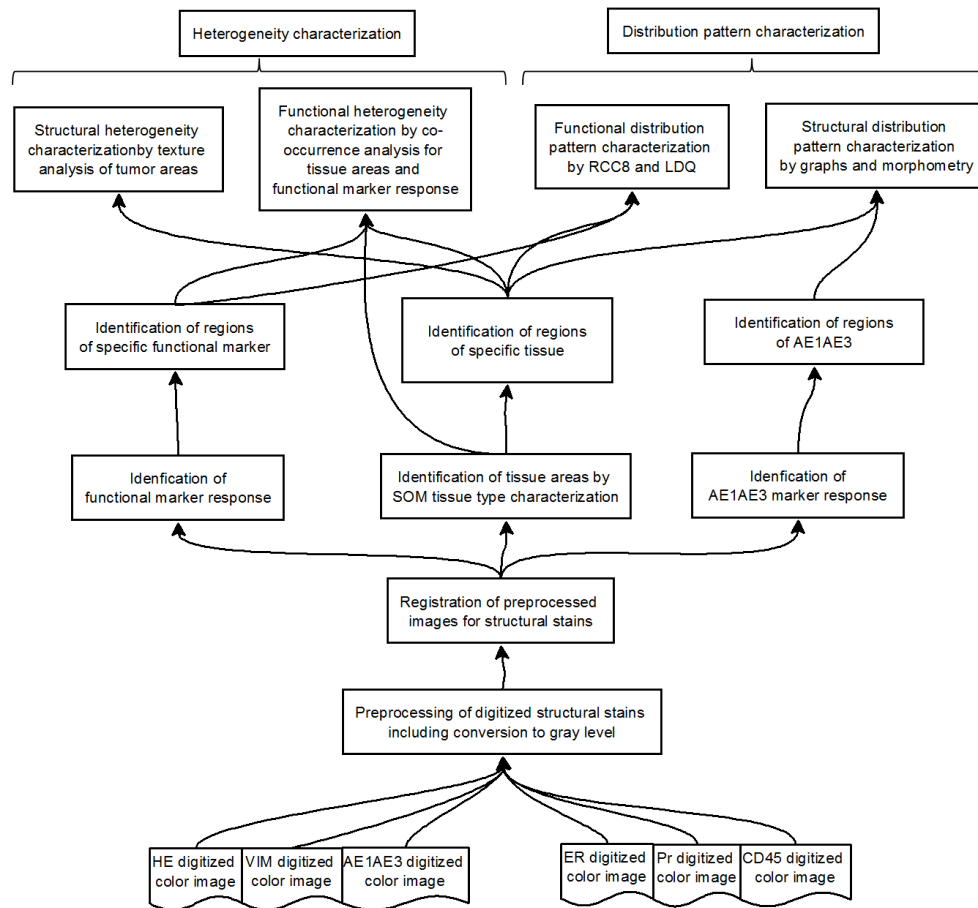 Heterogeneity characterization
Distribution pattern characterization
Structural heterogeneity
characterizationby texture
analysis of tumor areas
Functional heterogeneity
characterization by co-
occurrence analysis for
tissue areas and
functional marker response
Functional distribution
pattern characterization
by RCC8 and LDQ
Structural distribution
pattern characterization
by graphs and morphometry
Identification of regions
of specific functional marker
Identification of regions
of specific tissue
Identification of regions
of AE1AE3
Idenfication of
functional marker response
Identification of tissue areas by
SOM tissue type characterization
Idenfication of
AE1AE3 marker response
Registration of preprocessed
images for structural stains
Preprocessing of digitized structural stains
including conversion to gray level
HE digitized
color image
VIM digitized
color image
AE1AE3 digitized
color image
ER digitized
color image
Pr digitized
color image
CD45 digitized
color image